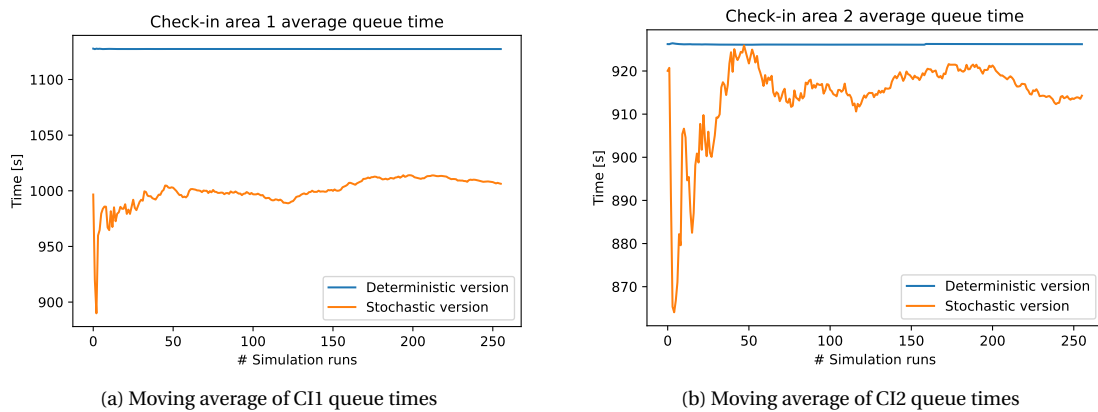 Check-in area 1 average queue time
Time [s]
1100
1050
1000
950
900
0 50 100 150 200 250
# Simulation runs
Deterministic version
Stochastic version
(a) Moving average of CI1 queue times
Check-in area 2 average queue time
Time [s]
920
910
900
890
880
870
0 50 100 150 200 250
# Simulation runs
Deterministic version
Stochastic version
(b) Moving average of CI2 queue times